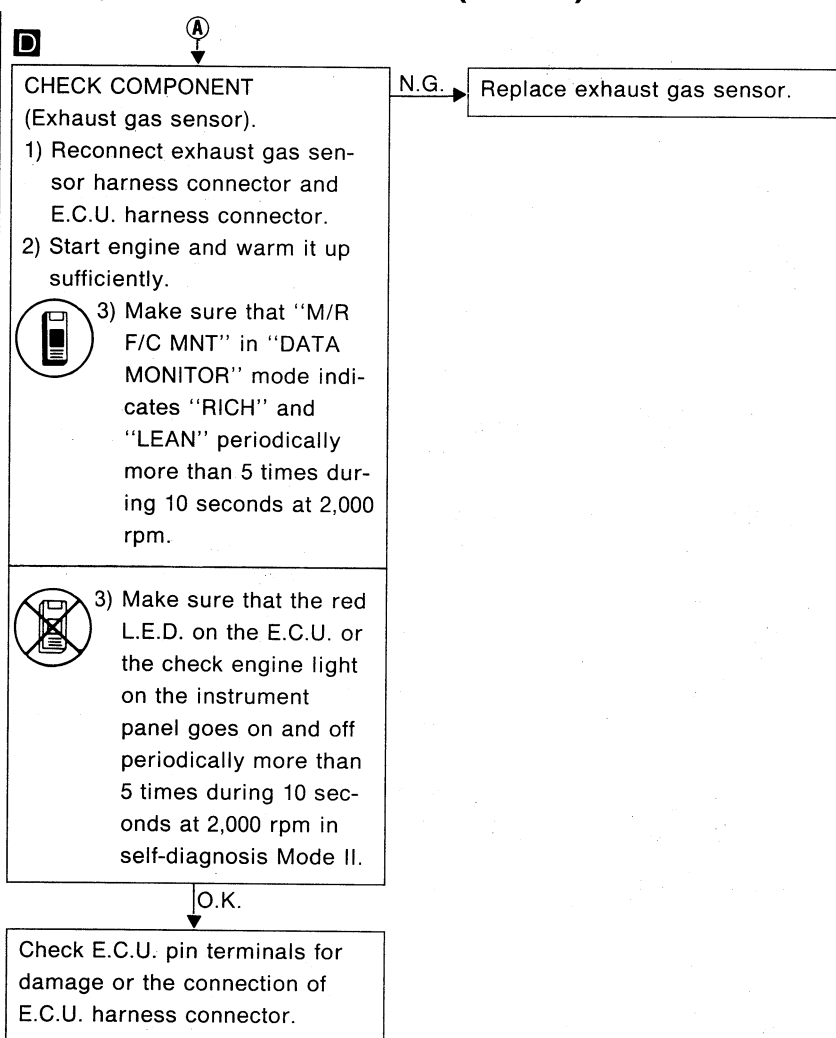 D
A
CHECK COMPONENT
(Exhaust gas sensor).
1) Reconnect exhaust gas sen-
sor harness connector and
E.C.U. harness connector.
2) Start engine and warm it up
sufficiently.
3) Make sure that "M/R
F/C MNT" in "DATA
MONITOR" mode indi-
cates "RICH" and
"LEAN" periodically
more than 5 times dur-
ing 10 seconds at 2,000
rpm.
3) Make sure that the red
L.E.D. on the E.C.U. or
the check engine light
on the instrument
panel goes on and off
periodically more than
5 times during 10 sec-
onds at 2,000 rpm in
self-diagnosis Mode II.
N.G.
Replace exhaust gas sensor.
O.K.
Check E.C.U. pin terminals for
damage or the connection of
E.C.U. harness connector.